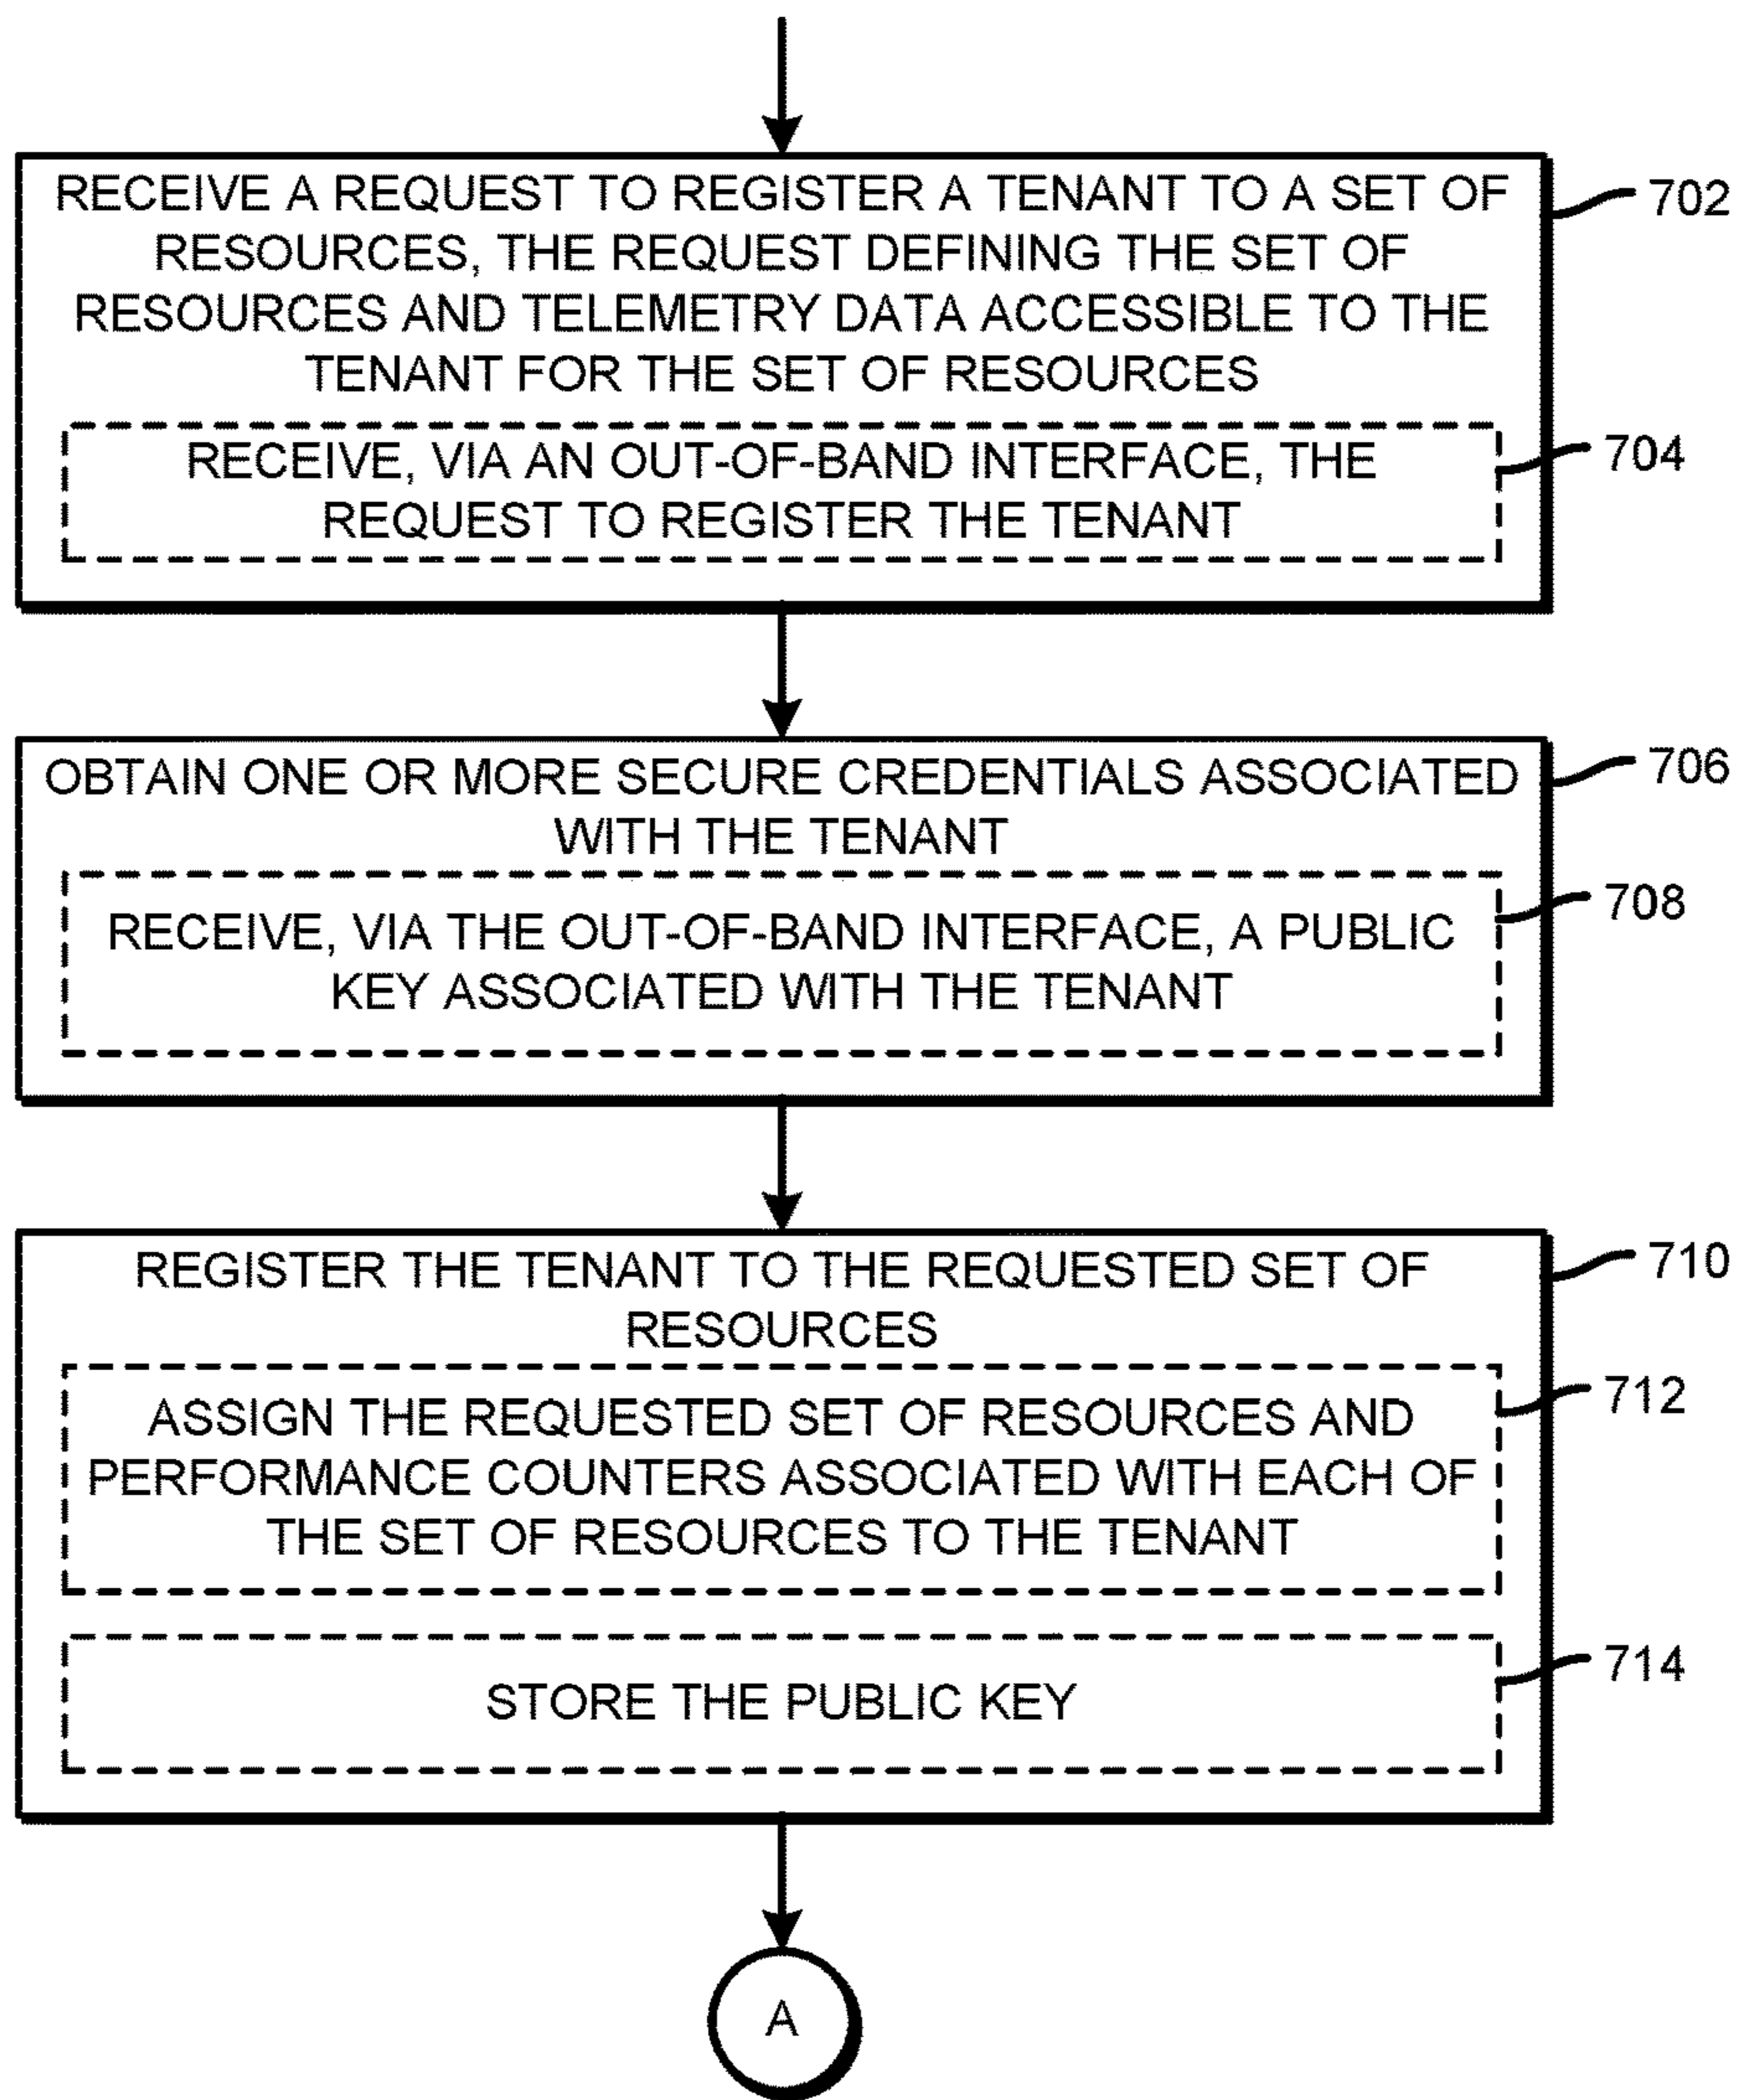 RECEIVE A REQUEST TO REGISTER A TENANT TO A SET OF
RESOURCES, THE REQUEST DEFINING THE SET OF
RESOURCES AND TELEMETRY DATA ACCESSIBLE TO THE
TENANT FOR THE SET OF RESOURCES
702
RECEIVE, VIA AN OUT-OF-BAND INTERFACE, THE
REQUEST TO REGISTER THE TENANT
704
OBTAIN ONE OR MORE SECURE CREDENTIALS ASSOCIATED
WITH THE TENANT
706
RECEIVE, VIA THE OUT-OF-BAND INTERFACE, A PUBLIC
KEY ASSOCIATED WITH THE TENANT
708
REGISTER THE TENANT TO THE REQUESTED SET OF
RESOURCES
710
ASSIGN THE REQUESTED SET OF RESOURCES AND
PERFORMANCE COUNTERS ASSOCIATED WITH EACH OF
THE SET OF RESOURCES TO THE TENANT
712
STORE THE PUBLIC KEY
714
A